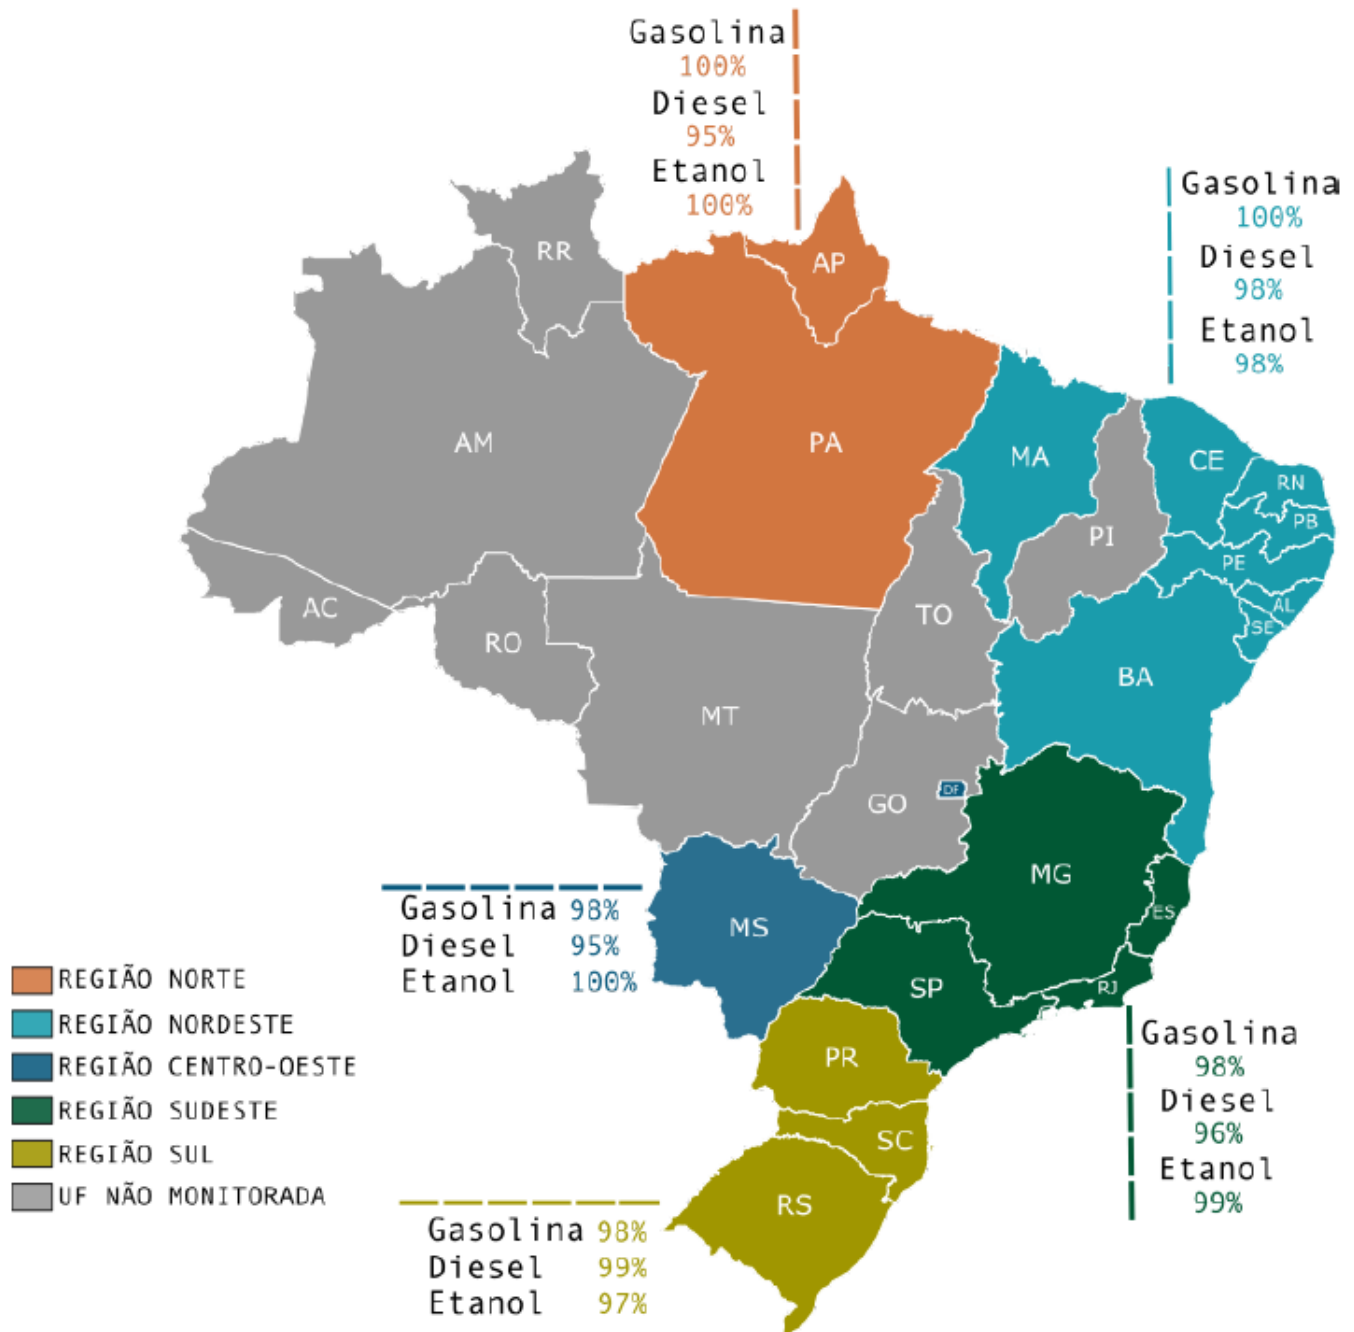 Gasolina
100%
Diesel
95%
Etanol
100%
Gasolina
100%
Diesel
98%
Etanol
98%
RR
AP
AM
PA
MA
CE
RN
PB
PI
PE
AL
SE
AC
RO
TO
BA
MT
GO
DF
MG
ES
MS
SP
RJ
PR
SC
RS
Gasolina 98%
Diesel 95%
Etanol 100%
REGIÃO NORTE
REGIÃO NORDESTE
REGIÃO CENTRO-OESTE
REGIÃO SUDESTE
REGIÃO SUL
UF NÃO MONITORADA
Gasolina
98%
Diesel
96%
Etanol
99%
Gasolina 98%
Diesel 99%
Etanol 97%